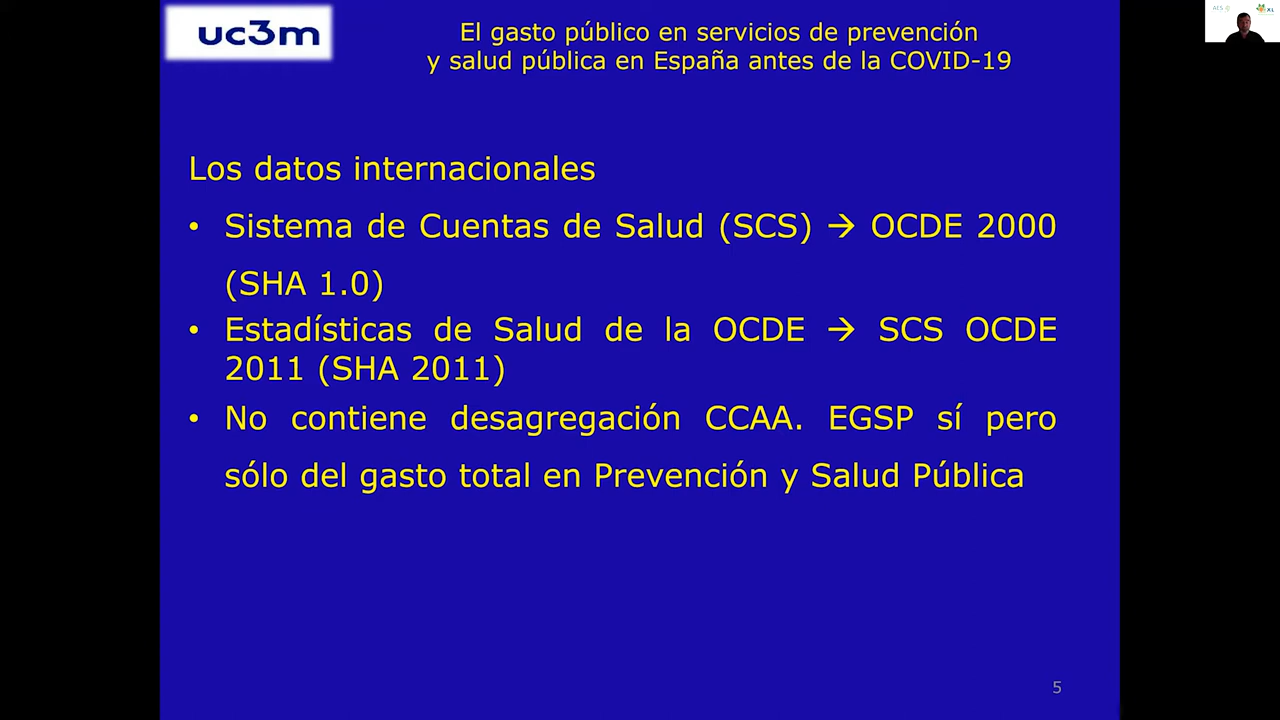 uc3m
El gasto público en servicios de prevención
y salud pública en España antes de la COVID-19
AES
XL
Los datos internacionales
• Sistema de Cuentas de Salud (SCS) → OCDE 2000
(SHA 1.0)
• Estadísticas de Salud de la OCDE → SCS OCDE
2011 (SHA 2011)
• No contiene desagregación CCAA. EGSP sí pero
sólo del gasto total en Prevención y Salud Pública
5